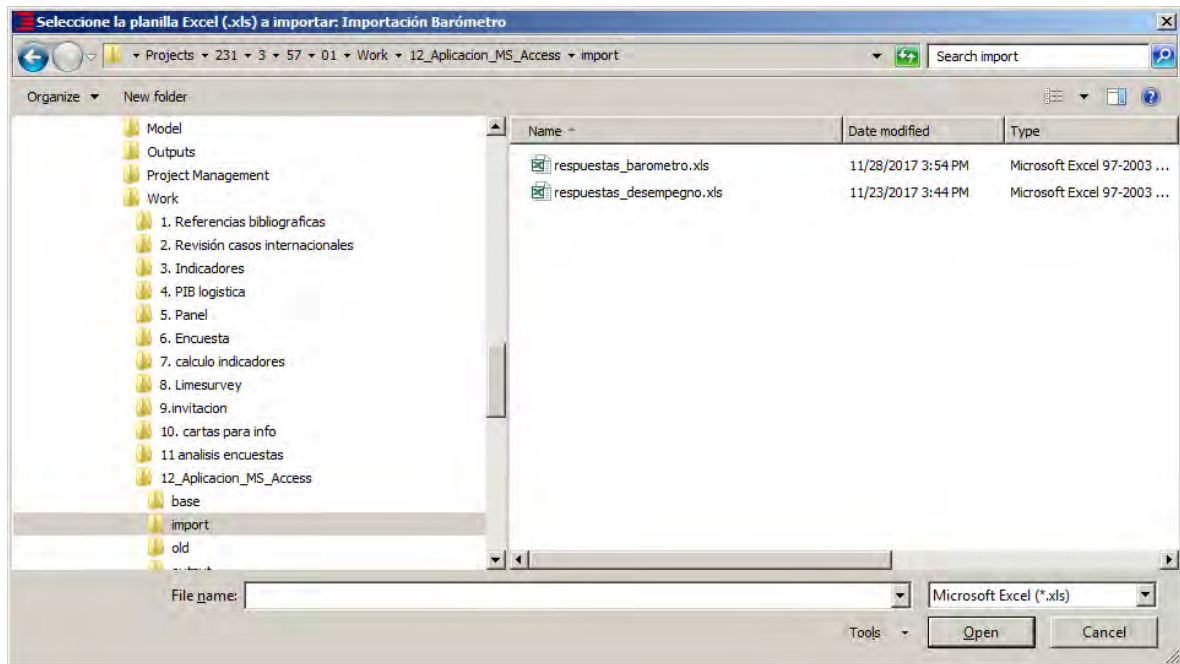 Seleccione la planilla Excel (.xls) a importar: Importación Barómetro
Projects 231 3 57 01 Work 12_Aplicacion_MS_Access import
Search import
Organize New folder
Model
Outputs
Project Management
Work
1. Referencias bibliograficas
2. Revisión casos internacionales
3. Indicadores
4. PIB logistica
5. Panel
6. Encuesta
7. calculo indicadores
8. Limesurvey
9.invitacion
10. cartas para info
11 analisis encuestas
12_Aplicacion_MS_Access
base
import
old
Name Date modified Type
respuestas_barometro.xls 11/28/2017 3:54 PM Microsoft Excel 97-2003 ...
respuestas_desempegno.xls 11/23/2017 3:44 PM Microsoft Excel 97-2003 ...
File name: Microsoft Excel (*.xls)
Tools Open Cancel